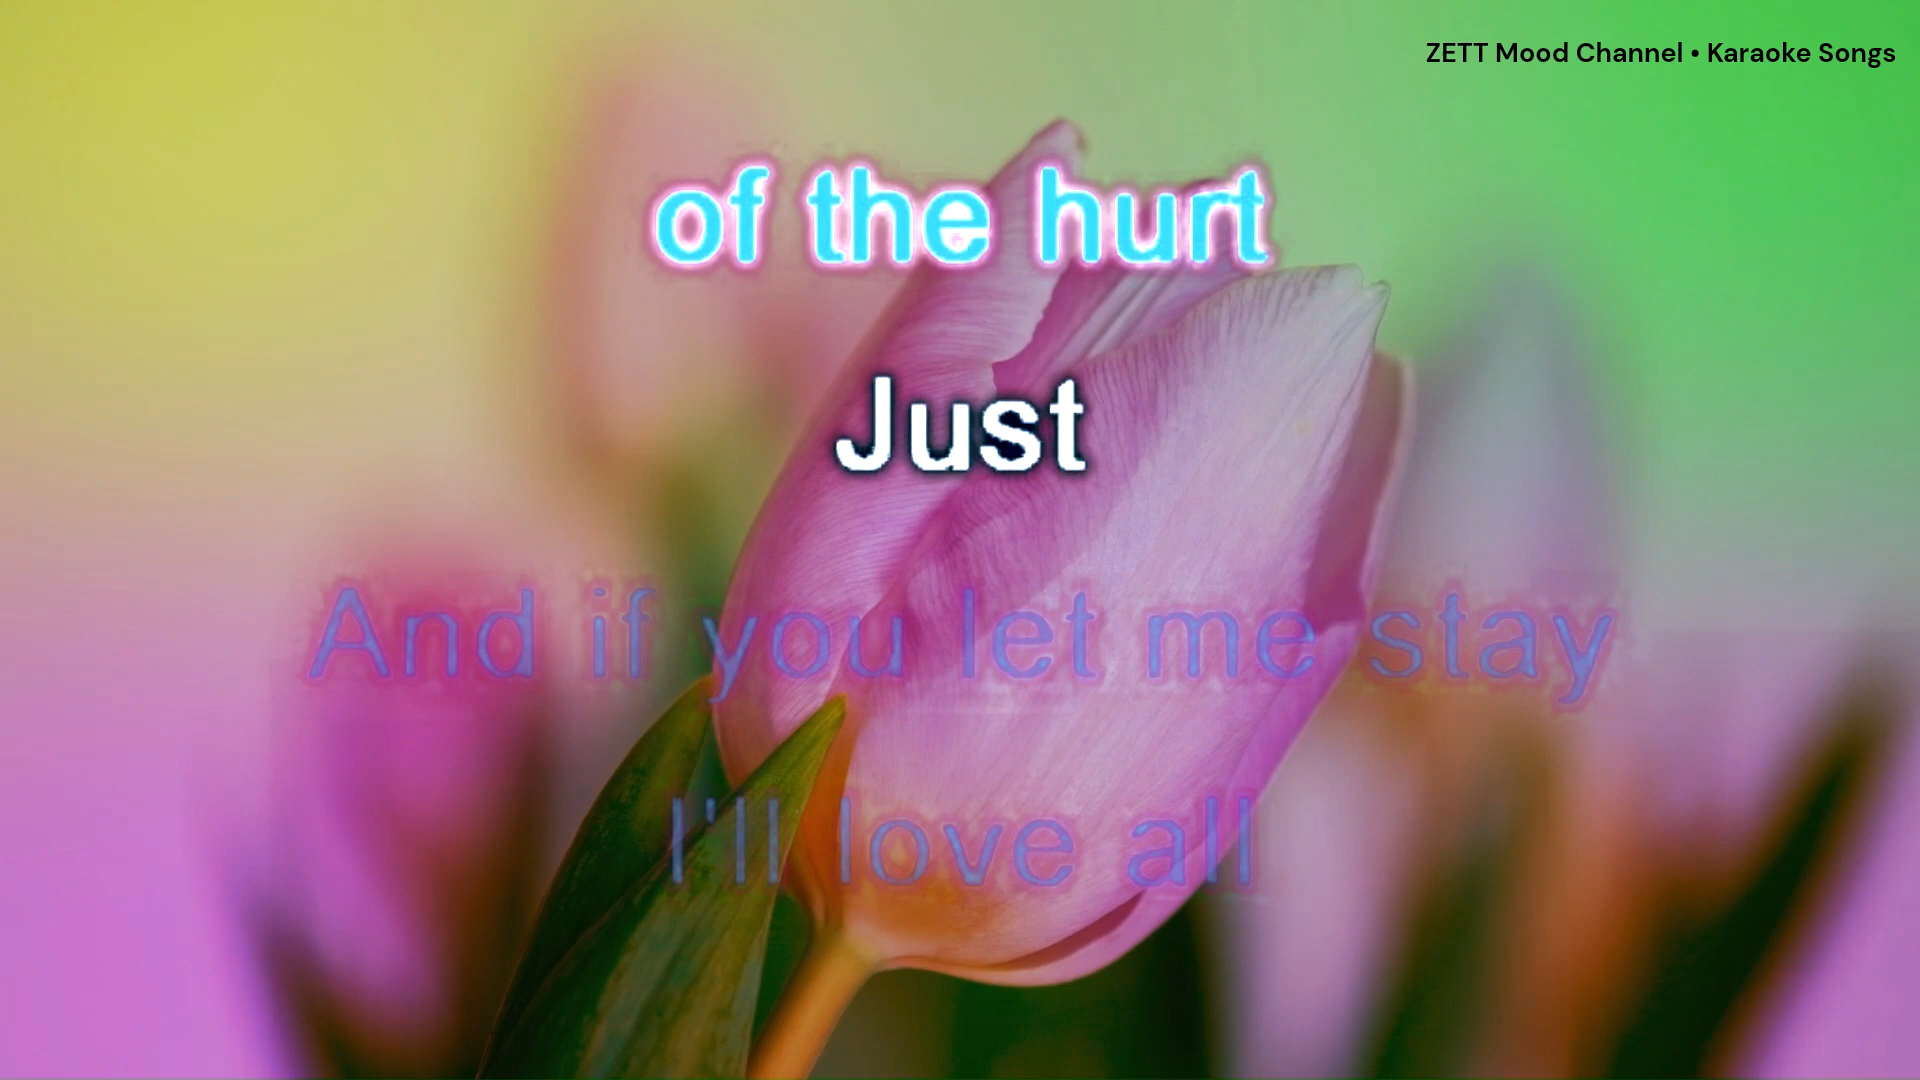 ZETT Mood Channel • Karaoke Songs
of the hurt
Just
And if you let me stay
I'll love all